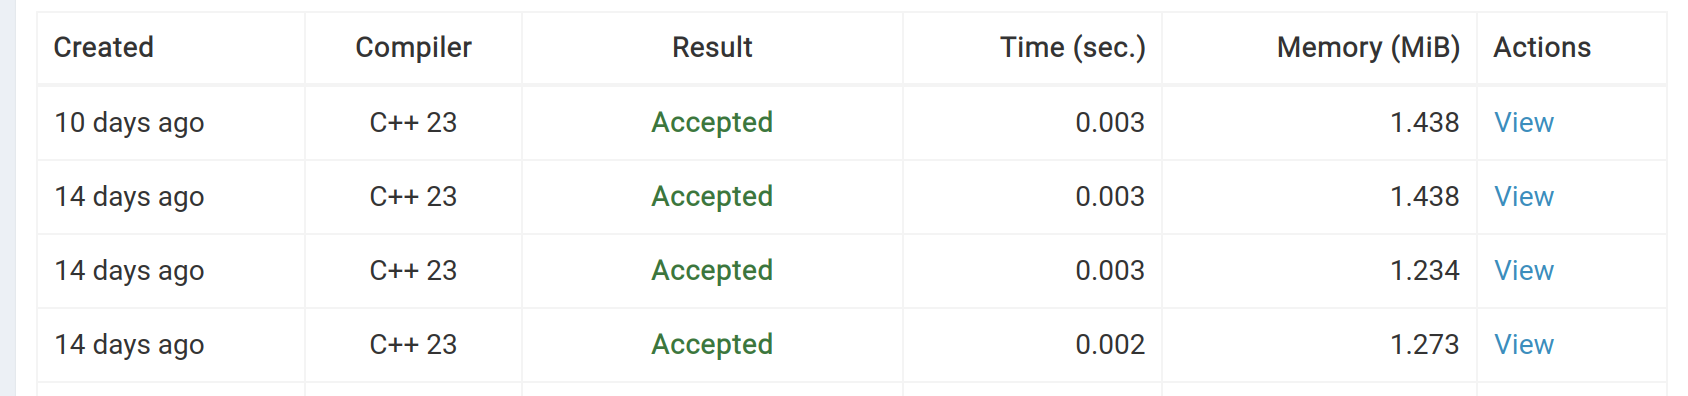 Created Compiler Result Time (sec.) Memory (MiB) Actions
10 days ago C++ 23 Accepted 0.003 1.438 View
14 days ago C++ 23 Accepted 0.003 1.438 View
14 days ago C++ 23 Accepted 0.003 1.234 View
14 days ago C++ 23 Accepted 0.002 1.273 View